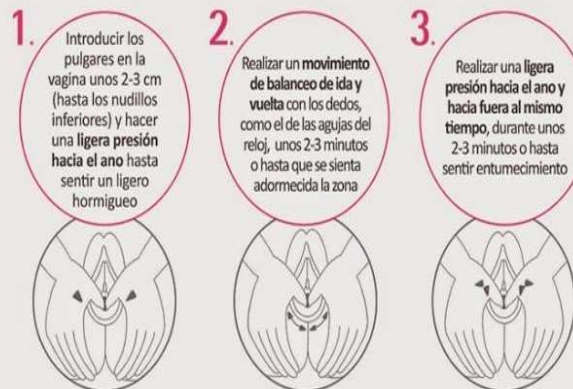 1.
Introducir los
pulgares en la
vagina unos 2-3 cm
(hasta los nudillos
inferiores) y hacer
una ligera presión
hacia el ano hasta
sentir un ligero
hormigueo
2.
Realizar un movimiento
de balanceo de ida y
vuelta con los dedos,
como el de las agujas del
reloj, unos 2-3 minutos
o hasta que se sienta
adormecida la zona
3.
Realizar una ligera
presión hacia el ano y
hacia fuera al mismo
tiempo, durante unos
2-3 minutos o hasta
sentir entumecimiento